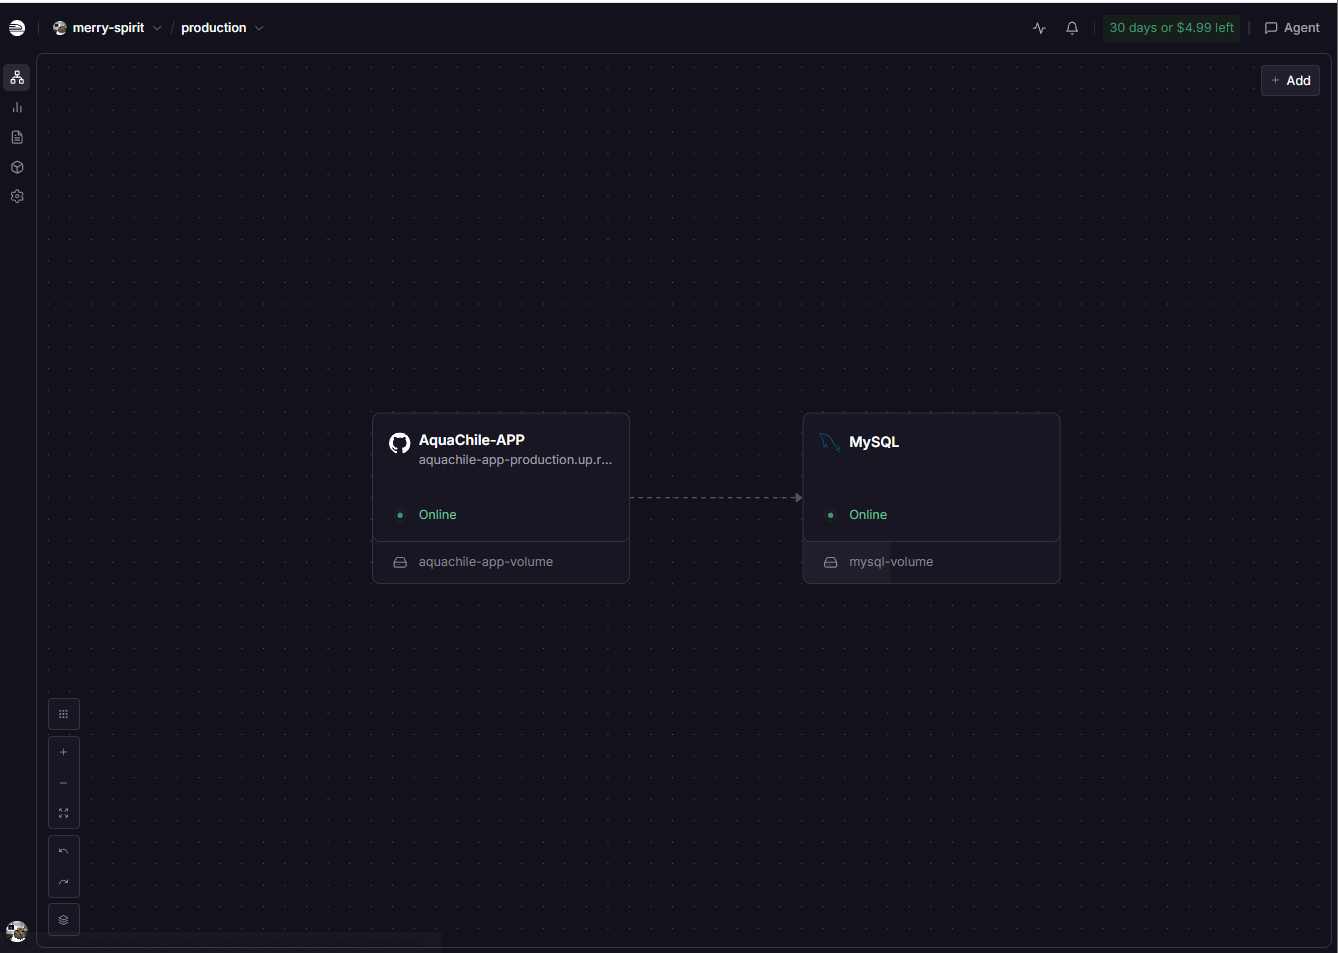 merry-spirit / production
30 days or $4.99 left
Agent
+ Add
AquaChile-APP
aquachile-app-production.up.r...
Online
aquachile-app-volume
MySQL
Online
mysql-volume